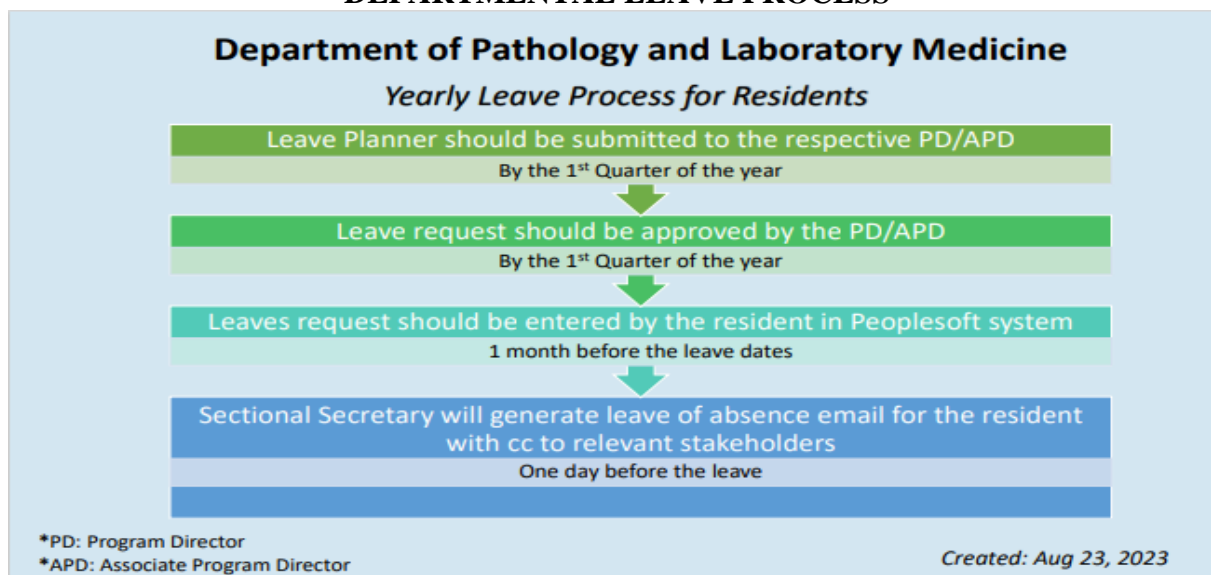 DEPARTMENTAL LEAVE PROCESS
Department of Pathology and Laboratory Medicine
Yearly Leave Process for Residents
Leave Planner should be submitted to the respective PD/APD
By the 1st Quarter of the year
Leave request should be approved by the PD/APD
By the 1st Quarter of the year
Leaves request should be entered by the resident in Peoplesoft system
1 month before the leave dates
Sectional Secretary will generate leave of absence email for the resident
with cc to relevant stakeholders
One day before the leave
*PD: Program Director
*APD: Associate Program Director
Created: Aug 23, 2023